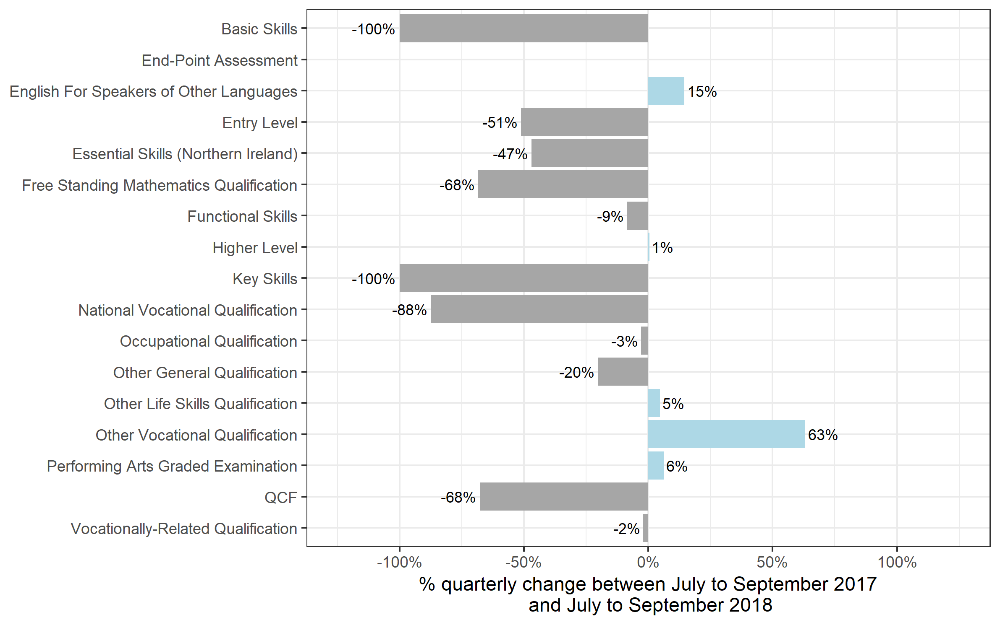 Basic Skills -100%
End-Point Assessment
English For Speakers of Other Languages 15%
Entry Level -51%
Essential Skills (Northern Ireland) -47%
Free Standing Mathematics Qualification -68%
Functional Skills -9%
Higher Level 1%
Key Skills -100%
National Vocational Qualification -88%
Occupational Qualification -3%
Other General Qualification -20%
Other Life Skills Qualification 5%
Other Vocational Qualification 63%
Performing Arts Graded Examination 6%
QCF -68%
Vocationally-Related Qualification -2%
-100% -50% 0% 50% 100%
% quarterly change between July to September 2017
and July to September 2018